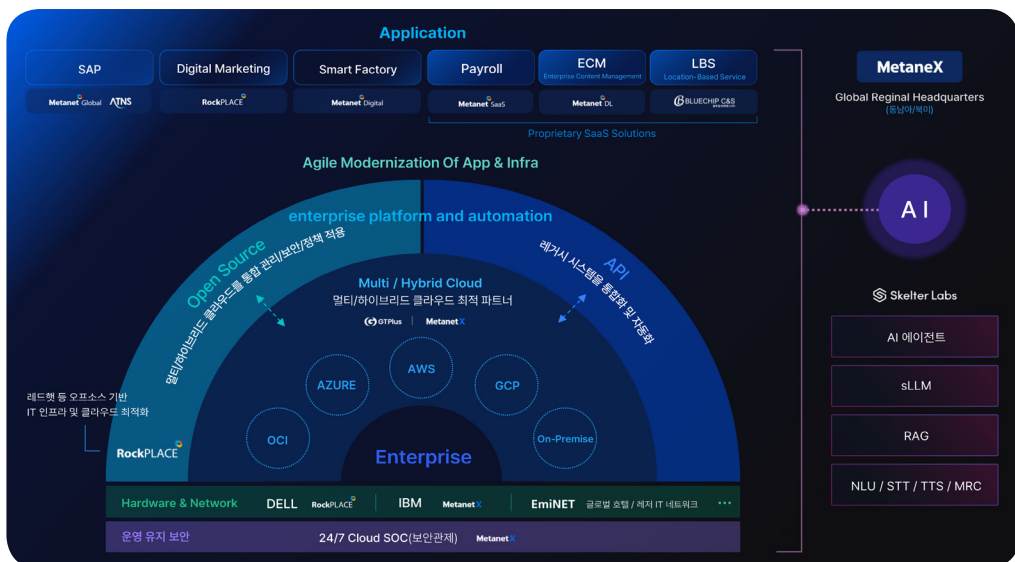 Application
SAP
Digital Marketing
Smart Factory
Payroll
ECM
Enterprise Content Management
LBS
Location-Based Service
Metanet Global ATNS
RockPLACE
Metanet Digital
Metanet SaaS
Metanet DL
BLUECHIP C&S
Proprietary SaaS Solutions
MetaneX
Global Reginal Headquarters
(동남아/북미)
Agile Modernization Of App & Infra
enterprise platform and automation
Open Source
멀티/하이브리드 클라우드를 통합 관리/보안/정책 적용
API
레거시 시스템을 통합화 및 자동화
Multi / Hybrid Cloud
멀티/하이브리드 클라우드 최적 파트너
GTPlus | MetanetX
OCI
AZURE
AWS
GCP
On-Premise
Enterprise
레드햇 등 오프소스 기반
IT 인프라 및 클라우드 최적화
RockPLACE
Hardware & Network
DELL RockPLACE
IBM MetanetX
EmiNET 글로벌 호텔 / 레저 IT 네트워크 ···
운영 유지 보안
24/7 Cloud SOC(보안관제) MetanetX
AI
Skelter Labs
AI 에이전트
sLLM
RAG
NLU / STT / TTS / MRC